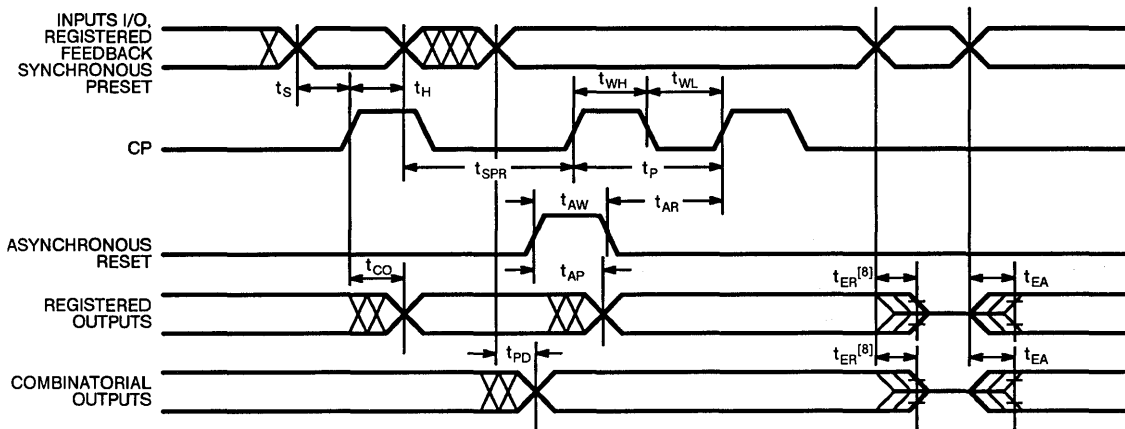 INPUTS I/O,
REGISTERED
FEEDBACK
SYNCHRONOUS
PRESET
tS
tH
tWH
tWL
CP
tSPR
tP
tAW
tAR
ASYNCHRONOUS
RESET
tCO
tAP
tER[8]
tEA
REGISTERED
OUTPUTS
tPD
tER[8]
tEA
COMBINATORIAL
OUTPUTS